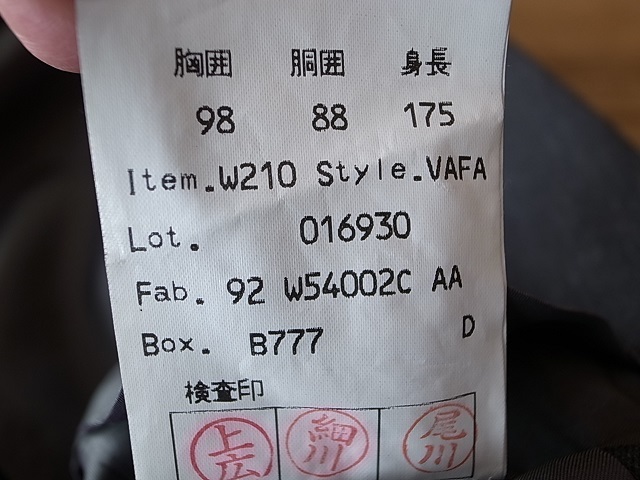 胸囲 胴囲 身長
98 88 175
Item.W210 Style.VAFA
Lot. 016930
Fab. 92 W54002C AA
Box. B777 D
検査印
上広 細川 尾川